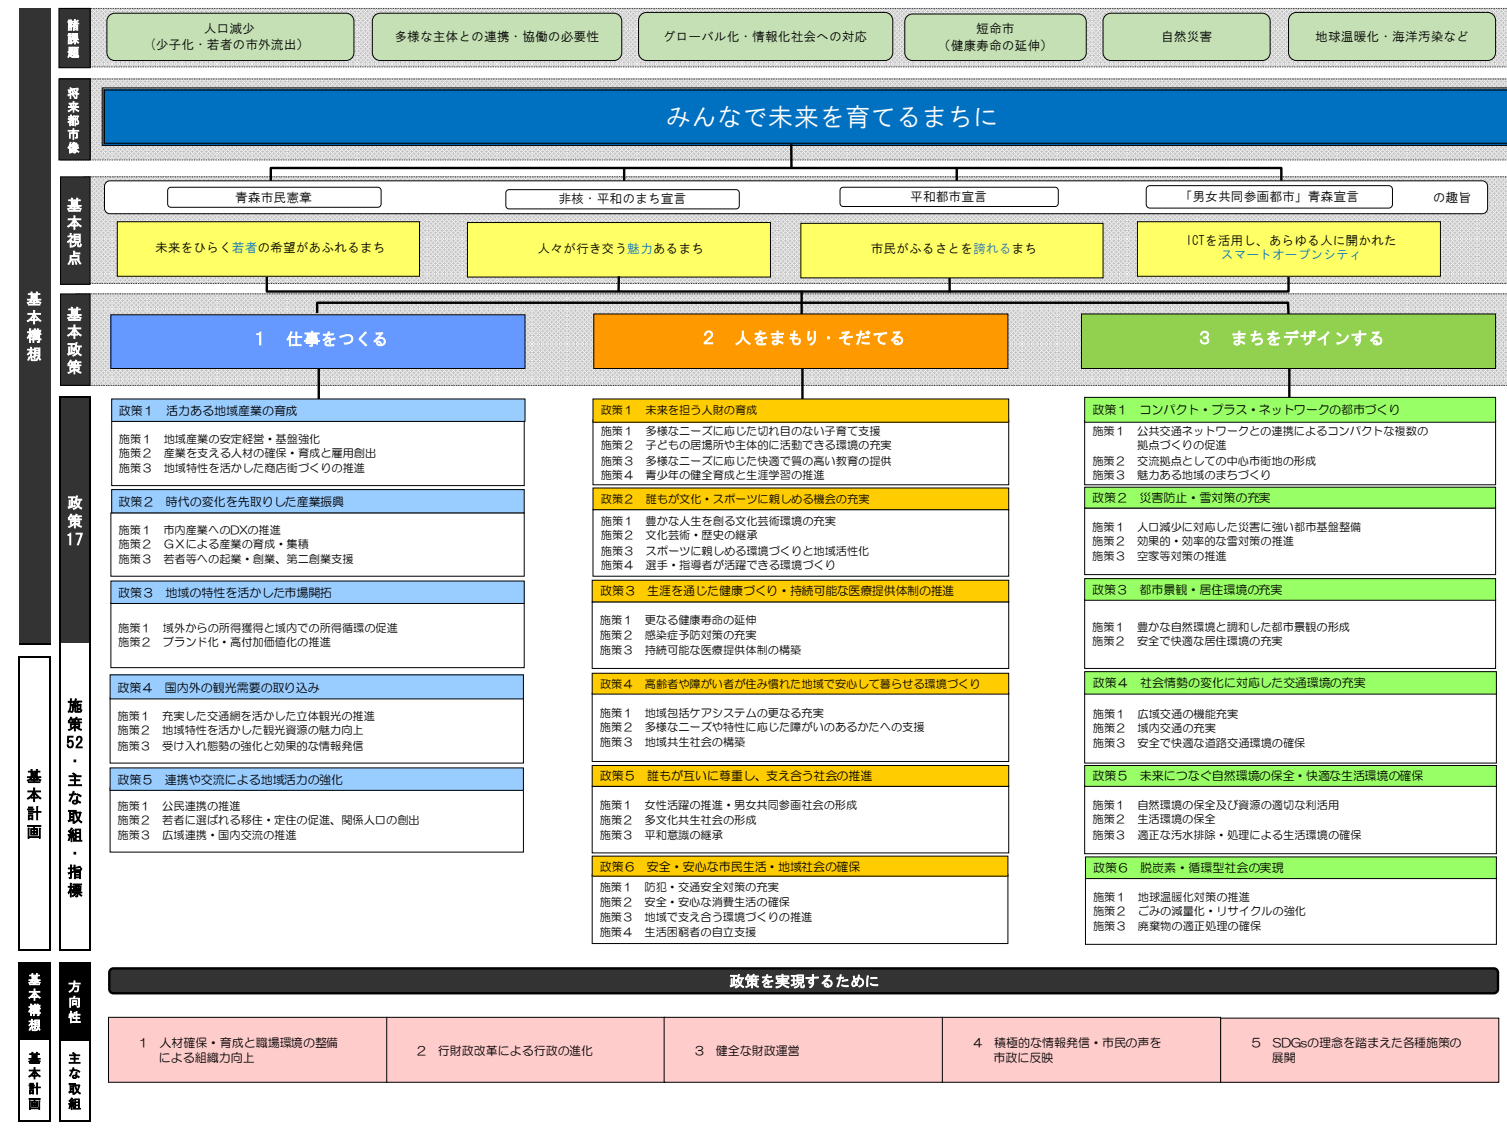 諸課題
人口減少
（少子化・若者の市外流出）
多様な主体との連携・協働の必要性
グローバル化・情報化社会への対応
短命市
（健康寿命の延伸）
自然災害
地球温暖化・海洋汚染など
将来都市像
みんなで未来を育てるまちに
基本視点
青森市民憲章
非核・平和のまち宣言
平和都市宣言
「男女共同参画都市」青森宣言
の趣旨
未来をひらく若者の希望があふれるまち
人々が行き交う魅力あるまち
市民がふるさとを誇れるまち
ICTを活用し、あらゆる人に開かれた
スマートオープンシティ
基本構想
基本政策
1　仕事をつくる
2　人をまもり・そだてる
3　まちをデザインする
政策17
施策52・主な取組・指標
基本計画
政策1　活力ある地域産業の育成
施策1　地域産業の安定経営・基盤強化
施策2　産業を支える人材の確保・育成と雇用創出
施策3　地域特性を活かした商店街づくりの推進
政策2　時代の変化を先取りした産業振興
施策1　市内産業へのDXの推進
施策2　GXによる産業の育成・集積
施策3　若者等への起業・創業、第二創業支援
政策3　地域の特性を活かした市場開拓
施策1　域外からの所得獲得と域内での所得循環の促進
施策2　ブランド化・高付加価値化の推進
政策4　国内外の観光需要の取り込み
施策1　充実した交通網を活かした立体観光の推進
施策2　地域特性を活かした観光資源の魅力向上
施策3　受け入れ態勢の強化と効果的な情報発信
政策5　連携や交流による地域活力の強化
施策1　公民連携の推進
施策2　若者に選ばれる移住・定住の促進、関係人口の創出
施策3　広域連携・国内交流の推進
政策1　未来を担う人財の育成
施策1　多様なニーズに応じた切れ目のない子育て支援
施策2　子どもの居場所や主体的に活動できる環境の充実
施策3　多様なニーズに応じた快適で質の高い教育の提供
施策4　青少年の健全育成と生涯学習の推進
政策2　誰もが文化・スポーツに親しめる機会の充実
施策1　豊かな人生を創る文化芸術環境の充実
施策2　文化芸術・歴史の継承
施策3　スポーツに親しめる環境づくりと地域活性化
施策4　選手・指導者が活躍できる環境づくり
政策3　生涯を通じた健康づくり・持続可能な医療提供体制の推進
施策1　更なる健康寿命の延伸
施策2　感染症予防対策の充実
施策3　持続可能な医療提供体制の構築
政策4　高齢者や障がい者が住み慣れた地域で安心して暮らせる環境づくり
施策1　地域包括ケアシステムの更なる充実
施策2　多様なニーズや特性に応じた障がいのあるかたへの支援
施策3　地域共生社会の構築
政策5　誰もが互いに尊重し、支え合う社会の推進
施策1　女性活躍の推進・男女共同参画社会の形成
施策2　多文化共生社会の形成
施策3　平和意識の継承
政策6　安全・安心な市民生活・地域社会の確保
施策1　防犯・交通安全対策の充実
施策2　安全・安心な消費生活の確保
施策3　地域で支え合う環境づくりの推進
施策4　生活困窮者の自立支援
政策1　コンパクト・プラス・ネットワークの都市づくり
施策1　公共交通ネットワークとの連携によるコンパクトな複数の
拠点づくりの促進
施策2　交流拠点としての中心市街地の形成
施策3　魅力ある地域のまちづくり
政策2　災害防止・雪対策の充実
施策1　人口減少に対応した災害に強い都市基盤整備
施策2　効果的・効率的な雪対策の推進
施策3　空家等対策の推進
政策3　都市景観・居住環境の充実
施策1　豊かな自然環境と調和した都市景観の形成
施策2　安全で快適な居住環境の充実
政策4　社会情勢の変化に対応した交通環境の充実
施策1　広域交通の機能充実
施策2　域内交通の充実
施策3　安全で快適な道路交通環境の確保
政策5　未来につなぐ自然環境の保全・快適な生活環境の確保
施策1　自然環境の保全及び資源の適切な利活用
施策2　生活環境の保全
施策3　適正な汚水排除・処理による生活環境の確保
政策6　脱炭素・循環型社会の実現
施策1　地球温暖化対策の推進
施策2　ごみの減量化・リサイクルの強化
施策3　廃棄物の適正処理の確保
基本構想
方向性
政策を実現するために
基本計画
主な取組
1　人材確保・育成と職場環境の整備
による組織力向上
2　行財政改革による行政の進化
3　健全な財政運営
4　積極的な情報発信・市民の声を
市政に反映
5　SDGsの理念を踏まえた各種施策の
展開